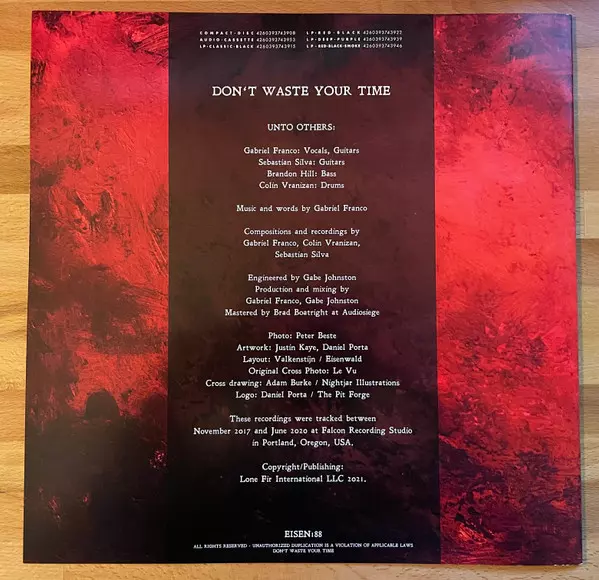 COMPACT-DISC 4260393743908
AUDIO-CASSETTE 4260393743953
LP-CLASSIC-BLACK 4260393743915
LP-RED-BLACK 4260393743922
LP-DEEP-PURPLE 4260393743939
LP-RED-BLACK-SMOKE 4260393743946
DON'T WASTE YOUR TIME
UNTO OTHERS:
Gabriel Franco: Vocals, Guitars
Sebastian Silva: Guitars
Brandon Hill: Bass
Colin Vranizan: Drums
Music and words by Gabriel Franco
Compositions and recordings by
Gabriel Franco, Colin Vranizan,
Sebastian Silva
Engineered by Gabe Johnston
Production and mixing by
Gabriel Franco, Gabe Johnston
Mastered by Brad Boatright at Audiosiege
Photo: Peter Beste
Artwork: Justin Kaye, Daniel Porta
Layout: Valkenstijn / Eisenwald
Original Cross Photo: Le Vu
Cross drawing: Adam Burke / Nightjar Illustrations
Logo: Daniel Porta / The Pit Forge
These recordings were tracked between
November 2017 and June 2020 at Falcon Recording Studio
in Portland, Oregon, USA.
Copyright/Publishing:
Lone Fir International LLC 2021.
EISEN188
ALL RIGHTS RESERVED - UNAUTHORIZED DUPLICATION IS A VIOLATION OF APPLICABLE LAWS
DON'T WASTE YOUR TIME